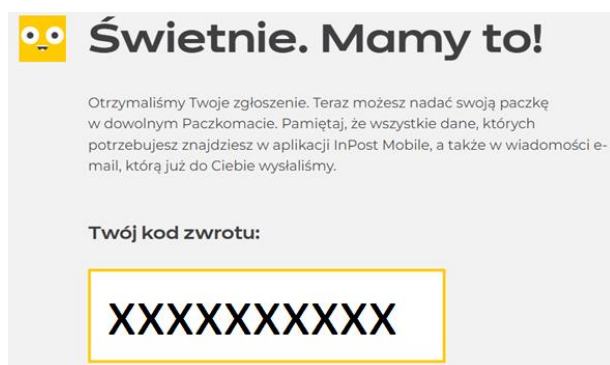 Świetnie. Mamy to!
Otrzymaliśmy Twoje zgłoszenie. Teraz możesz nadać swoją paczkę
w dowolnym Paczkomacie. Pamiętaj, że wszystkie dane, których
potrzebujesz znajdziesz w aplikacji InPost Mobile, a także w wiadomości e-
mail, którą już do Ciebie wysłaliśmy.
Twój kod zwrotu:
XXXXXXXXXX